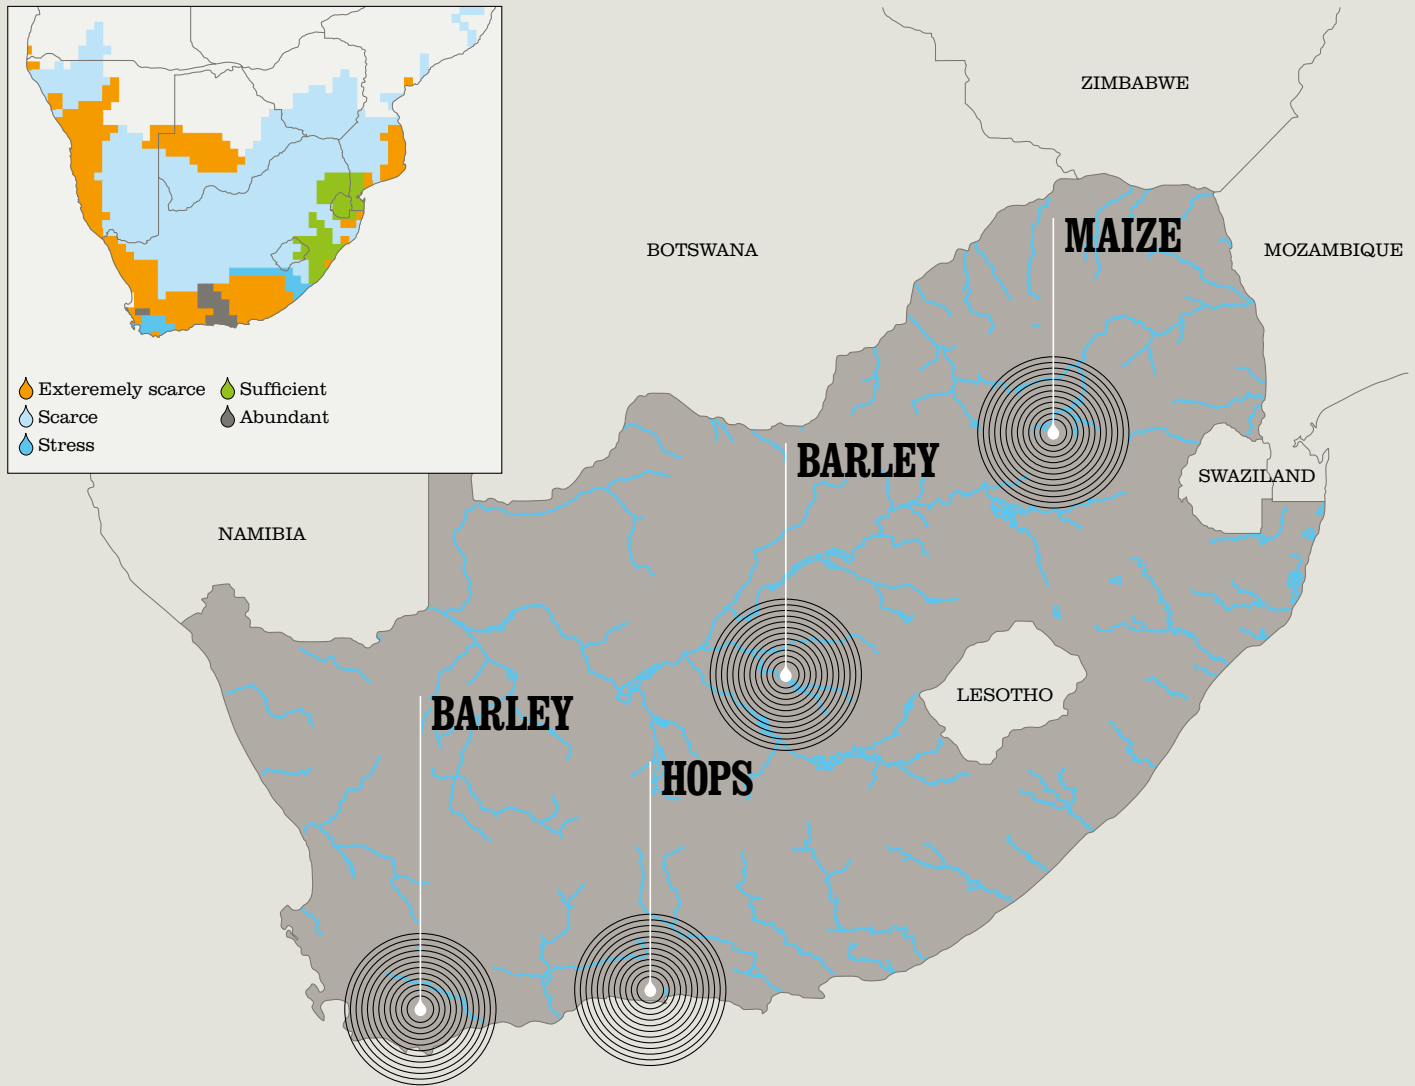 Exteremely scarce
Scarce
Stress
Sufficient
Abundant
ZIMBABWE
MAIZE
BOTSWANA
MOZAMBIQUE
BARLEY
SWAZILAND
NAMIBIA
LESOTHO
BARLEY
HOPS